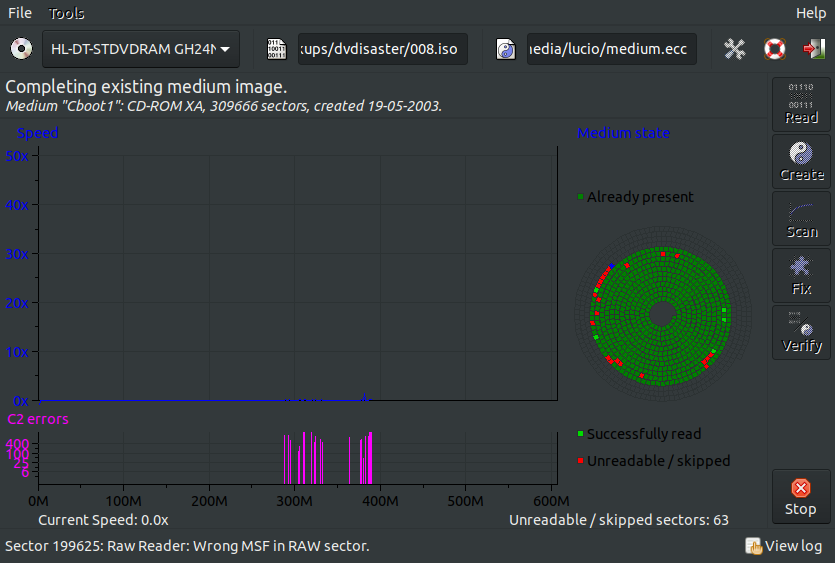 File Tools Help
HL-DT-STDVDRAM GH24N
kups/dvdisaster/008.iso
nedia/lucio/medium.ecc
Completing existing medium image.
Medium "Cboot1": CD-ROM XA, 309666 sectors, created 19-05-2003.
Speed
50x
40x
30x
20x
10x
0x
C2 errors
400
100
25
6
0M 100M 200M 300M 400M 500M 600M
Current Speed: 0.0x
Medium state
Already present
Successfully read
Unreadable / skipped
Unreadable / skipped sectors: 63
01110
00111
Read
Create
Scan
Fix
Verify
Stop
Sector 199625: Raw Reader: Wrong MSF in RAW sector.
View log